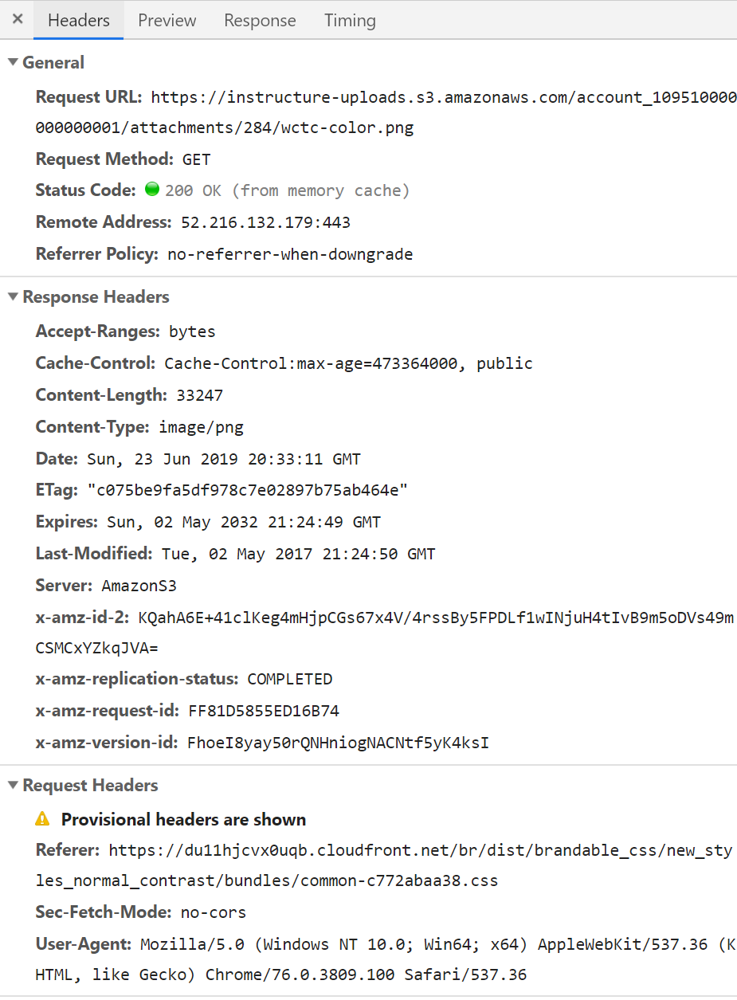 × Headers Preview Response Timing
General
Request URL: https://instructure-uploads.s3.amazonaws.com/account_109510000
000000001/attachments/284/wctc-color.png
Request Method: GET
Status Code: 200 OK (from memory cache)
Remote Address: 52.216.132.179:443
Referrer Policy: no-referrer-when-downgrade
Response Headers
Accept-Ranges: bytes
Cache-Control: Cache-Control:max-age=473364000, public
Content-Length: 33247
Content-Type: image/png
Date: Sun, 23 Jun 2019 20:33:11 GMT
ETag: "c075be9fa5df978c7e02897b75ab464e"
Expires: Sun, 02 May 2032 21:24:49 GMT
Last-Modified: Tue, 02 May 2017 21:24:50 GMT
Server: AmazonS3
x-amz-id-2: KQahA6E+41clKeg4mHjpCGs67x4V/4rssBy5FPDLf1wINjuH4tIvB9m5oDVs49m
CSMCxYZkqJVA=
x-amz-replication-status: COMPLETED
x-amz-request-id: FF81D5855ED16B74
x-amz-version-id: FhoeI8yay50rQNHniogNACNtf5yK4ksI
Request Headers
Provisional headers are shown
Referer: https://du11hjcvx0uqb.cloudfront.net/br/dist/brandable_css/new_sty
les_normal_contrast/bundles/common-c772abaa38.css
Sec-Fetch-Mode: no-cors
User-Agent: Mozilla/5.0 (Windows NT 10.0; Win64; x64) AppleWebKit/537.36 (K
HTML, like Gecko) Chrome/76.0.3809.100 Safari/537.36